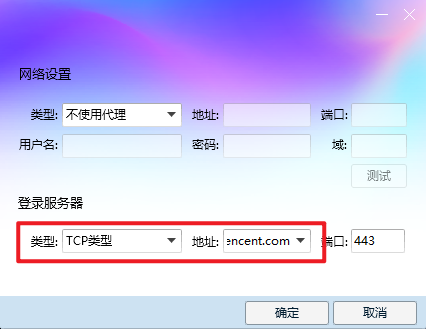 网络设置
类型: 不使用代理 地址: 端口:
用户名: 密码: 域:
测试
登录服务器
类型: TCP类型 地址: encent.com 端口: 443
确定 取消